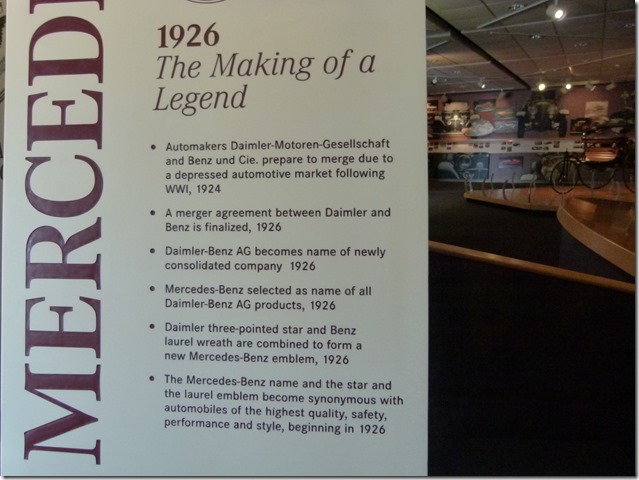 MERCED
1926
The Making of a
Legend
• Automakers Daimler-Motoren-Gesellschaft
and Benz und Cie. prepare to merge due to
a depressed automotive market following
WWI, 1924
• A merger agreement between Daimler and
Benz is finalized, 1926
• Daimler-Benz AG becomes name of newly
consolidated company 1926
• Mercedes-Benz selected as name of all
Daimler-Benz AG products, 1926
• Daimler three-pointed star and Benz
laurel wreath are combined to form a
new Mercedes-Benz emblem, 1926
• The Mercedes-Benz name and the star and
the laurel emblem become synonymous with
automobiles of the highest quality, safety,
performance and style, beginning in 1926